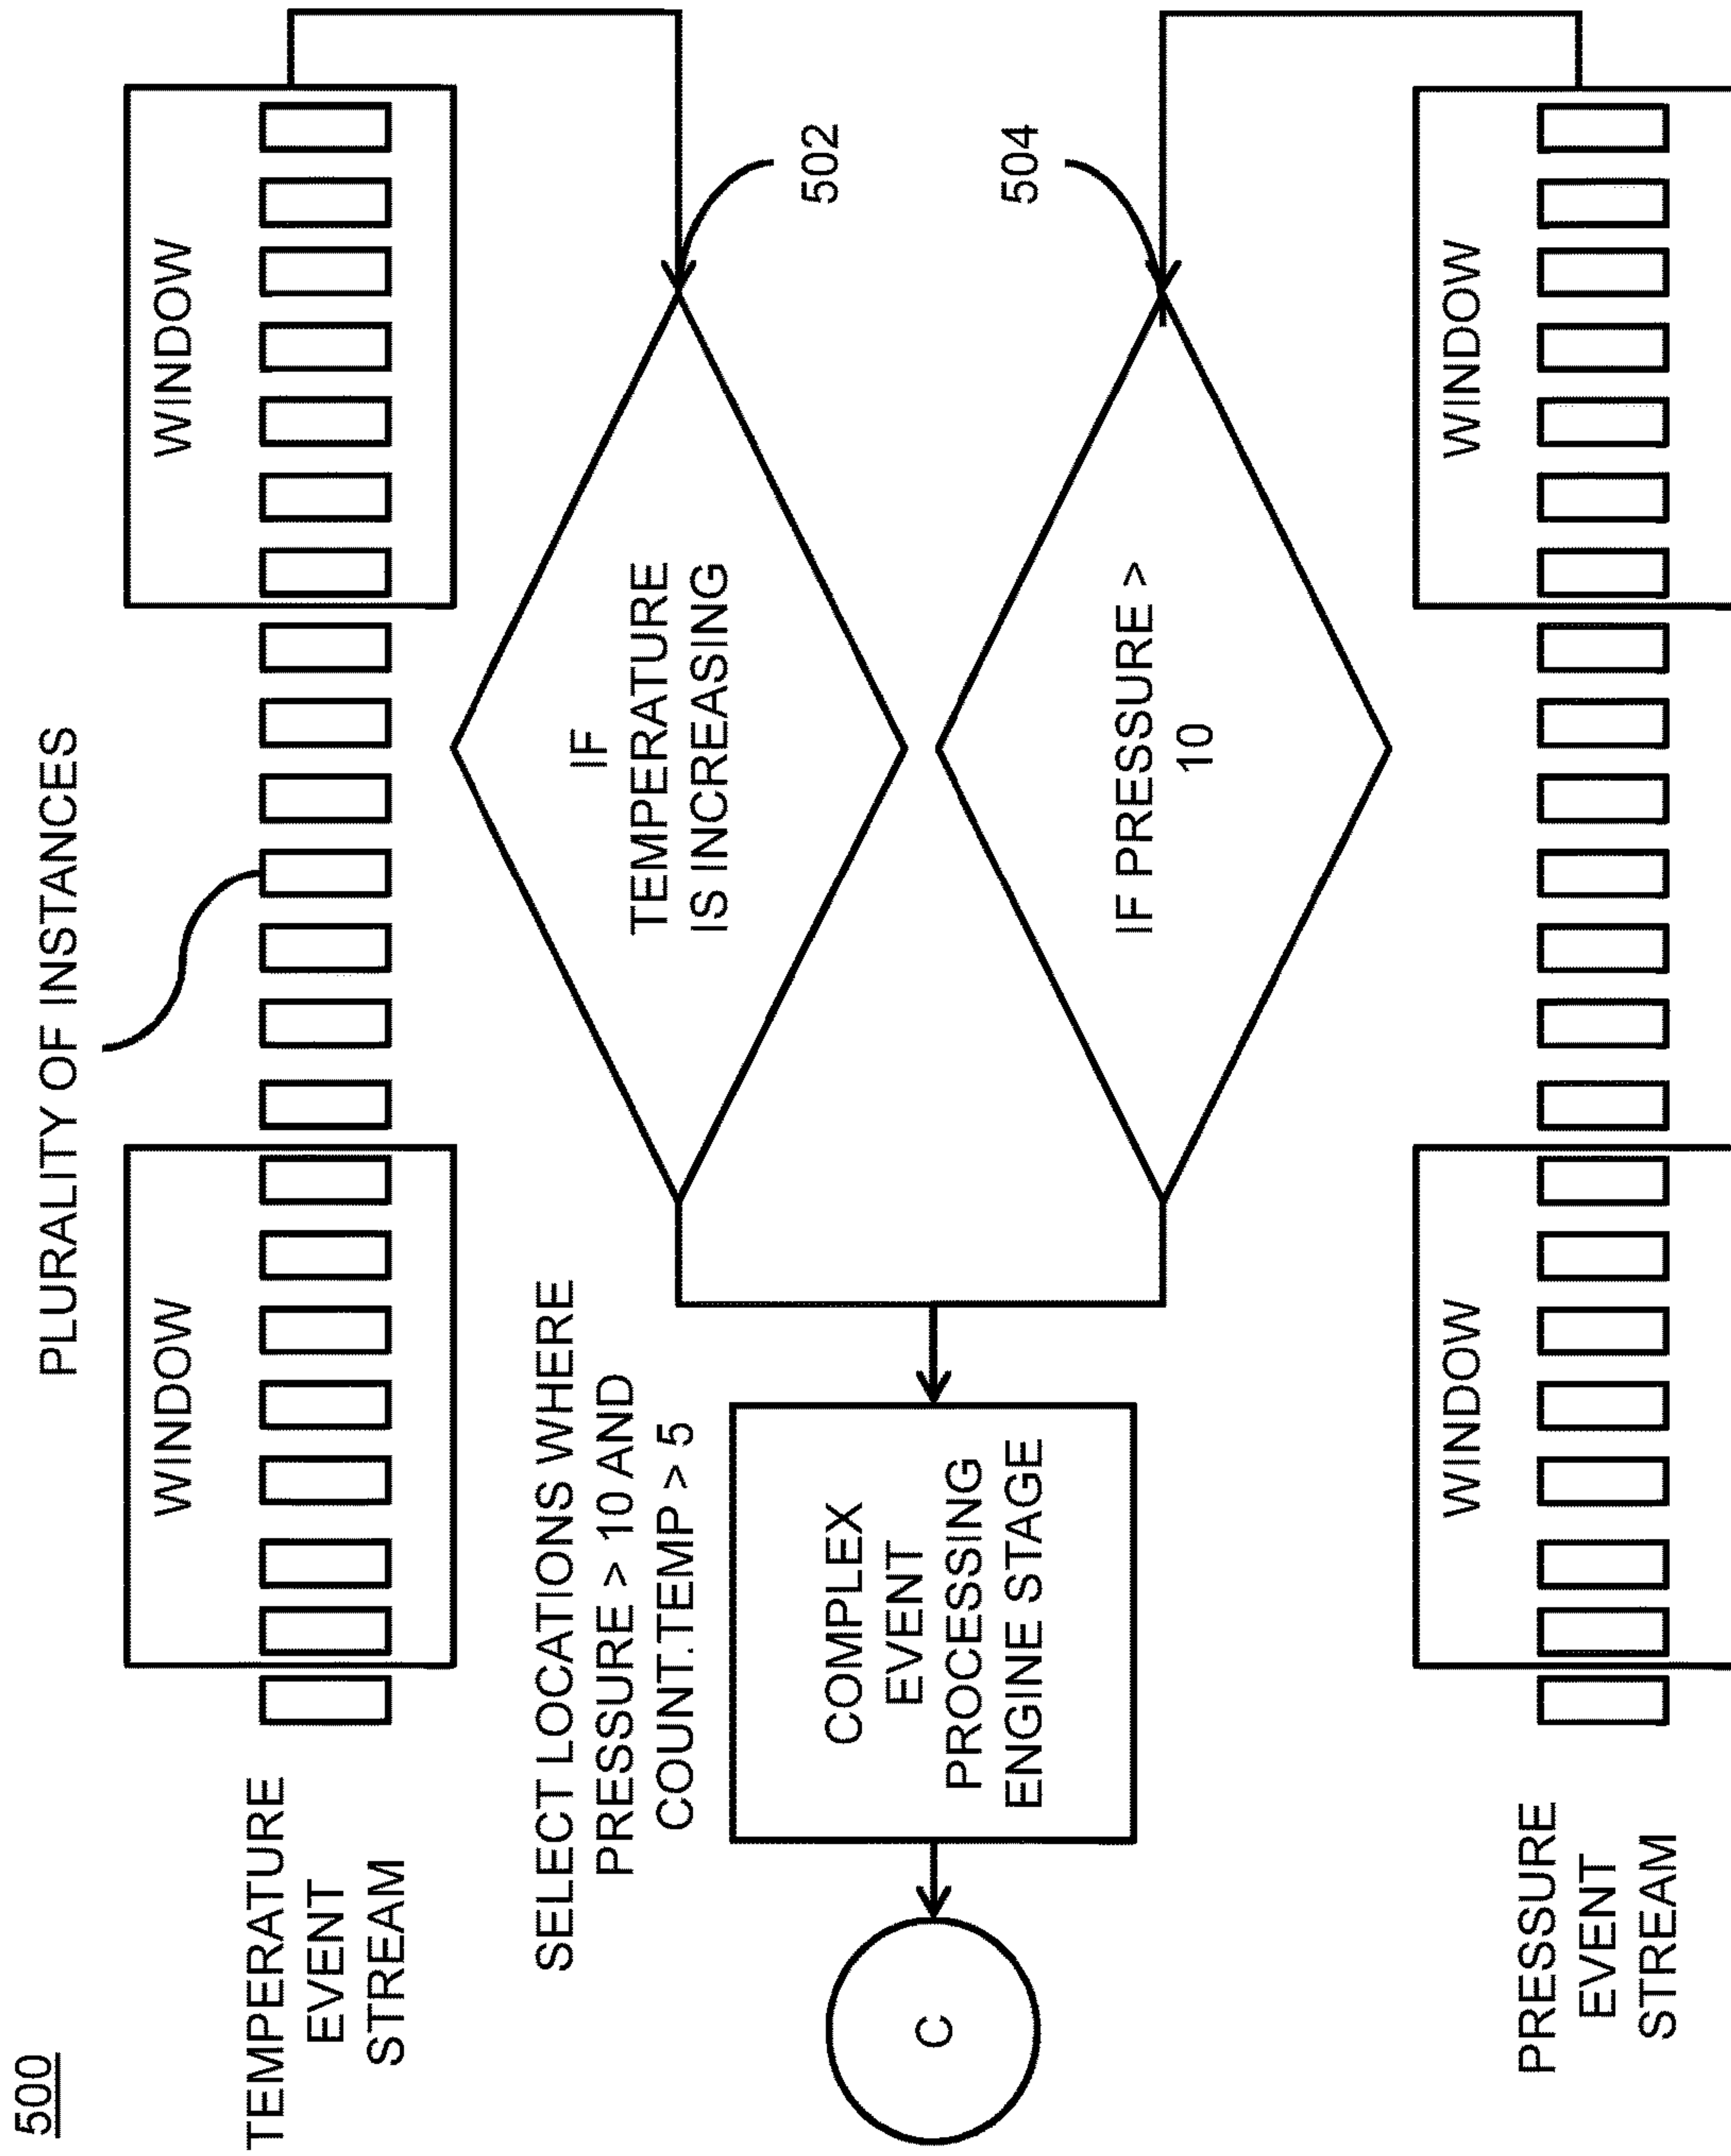 500
PLURALITY OF INSTANCES
TEMPERATURE
EVENT
STREAM
WINDOW
WINDOW
SELECT LOCATIONS WHERE
PRESSURE > 10 AND
COUNT.TEMP > 5
IF
TEMPERATURE
IS INCREASING
502
C
COMPLEX
EVENT
PROCESSING
ENGINE STAGE
IF PRESSURE >
10
504
PRESSURE
EVENT
STREAM
WINDOW
WINDOW